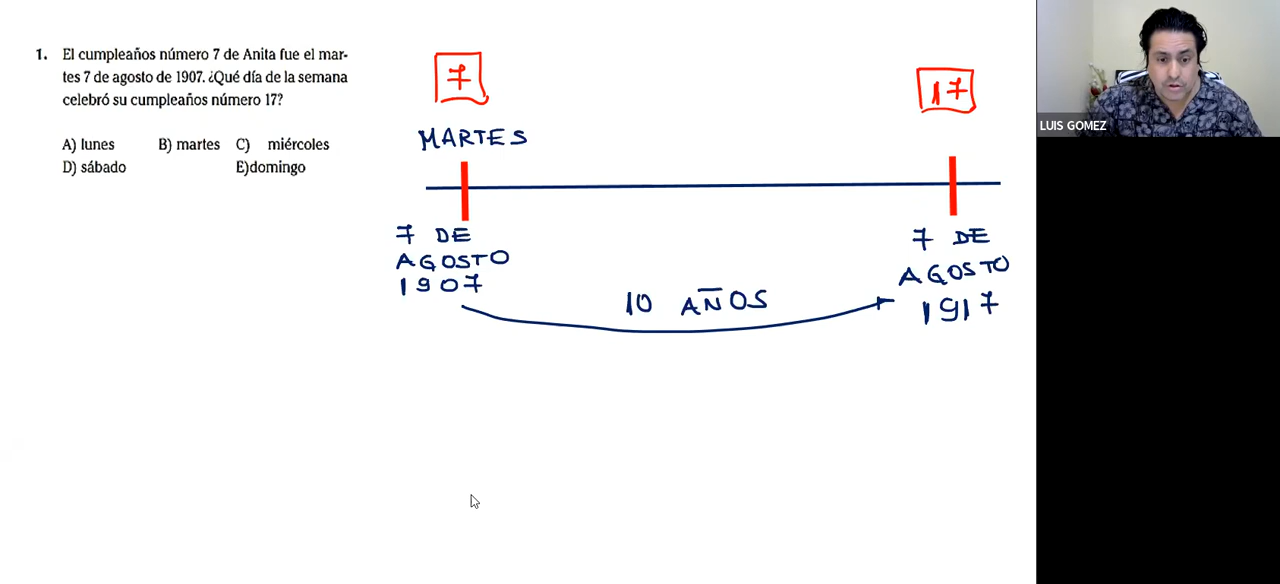 1. El cumpleaños número 7 de Anita fue el mar-
tes 7 de agosto de 1907. ¿Qué día de la semana
celebró su cumpleaños número 17?
A) lunes B) martes C) miércoles
D) sábado E)domingo
7
MARTES
7 DE
AGOSTO
1907
10 AÑOS
17
7 DE
AGOSTO
1917
LUIS GOMEZ